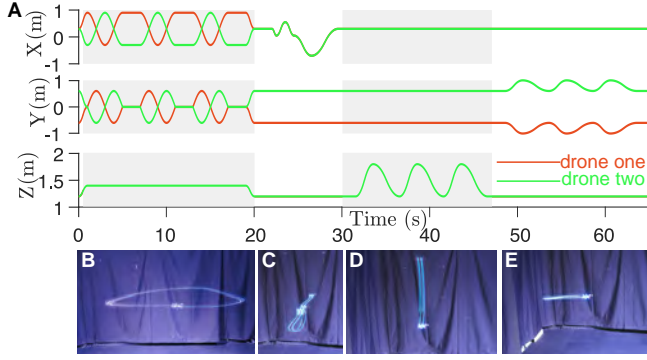 A
X(m)
1
0
-1
Y(m)
1
0
-1
Z(m)
2
1.5
1
drone one
drone two
Time (s)
0 10 20 30 40 50 60
B C D E